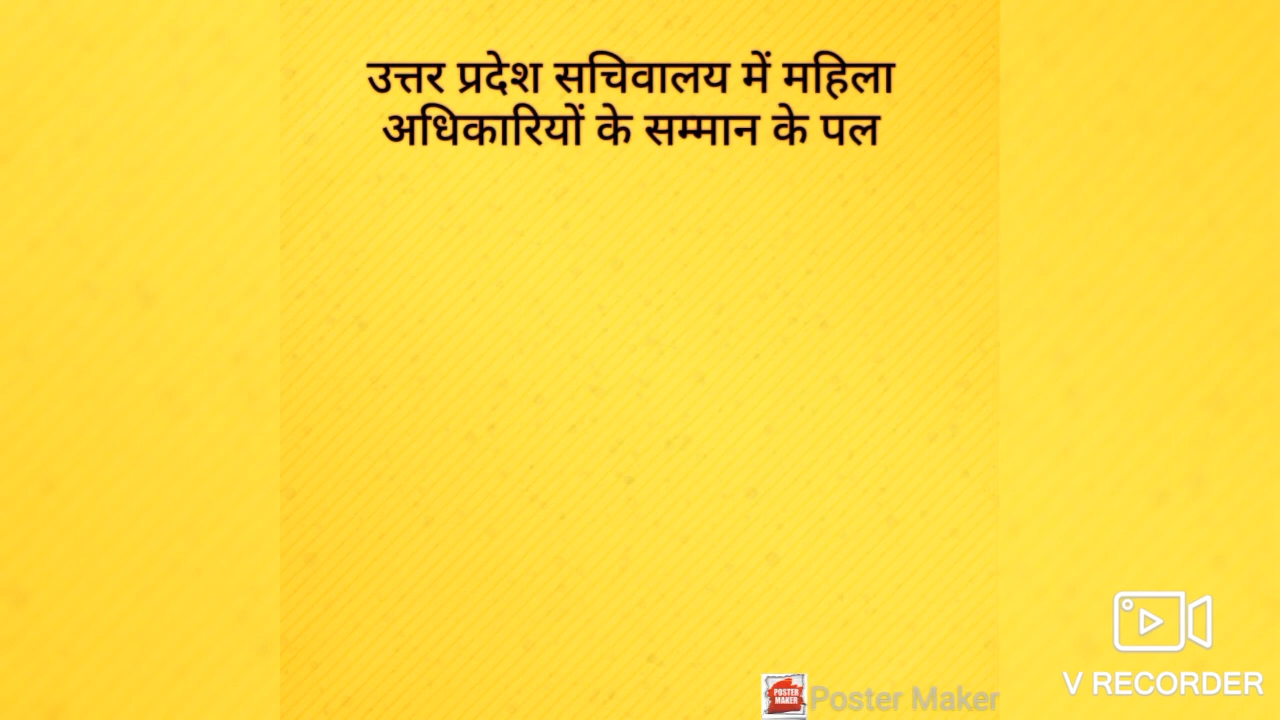 उत्तर प्रदेश सचिवालय में महिला
अधिकारियों के सम्मान के पल
POSTER
MAKER
Poster Maker
V RECORDER